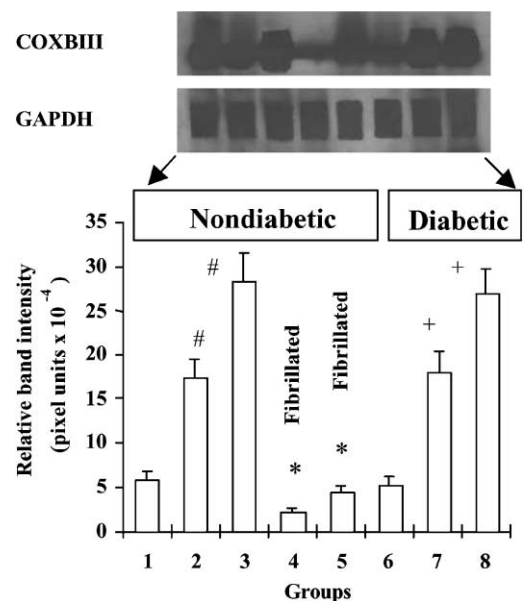 COXBIII
GAPDH
Nondiabetic
Diabetic
Relative band intensity
(pixel units x 10 -4)
35
30
25
20
15
10
5
0
#
#
Fibrillated
*
Fibrillated
*
+
+
1 2 3 4 5 6 7 8
Groups